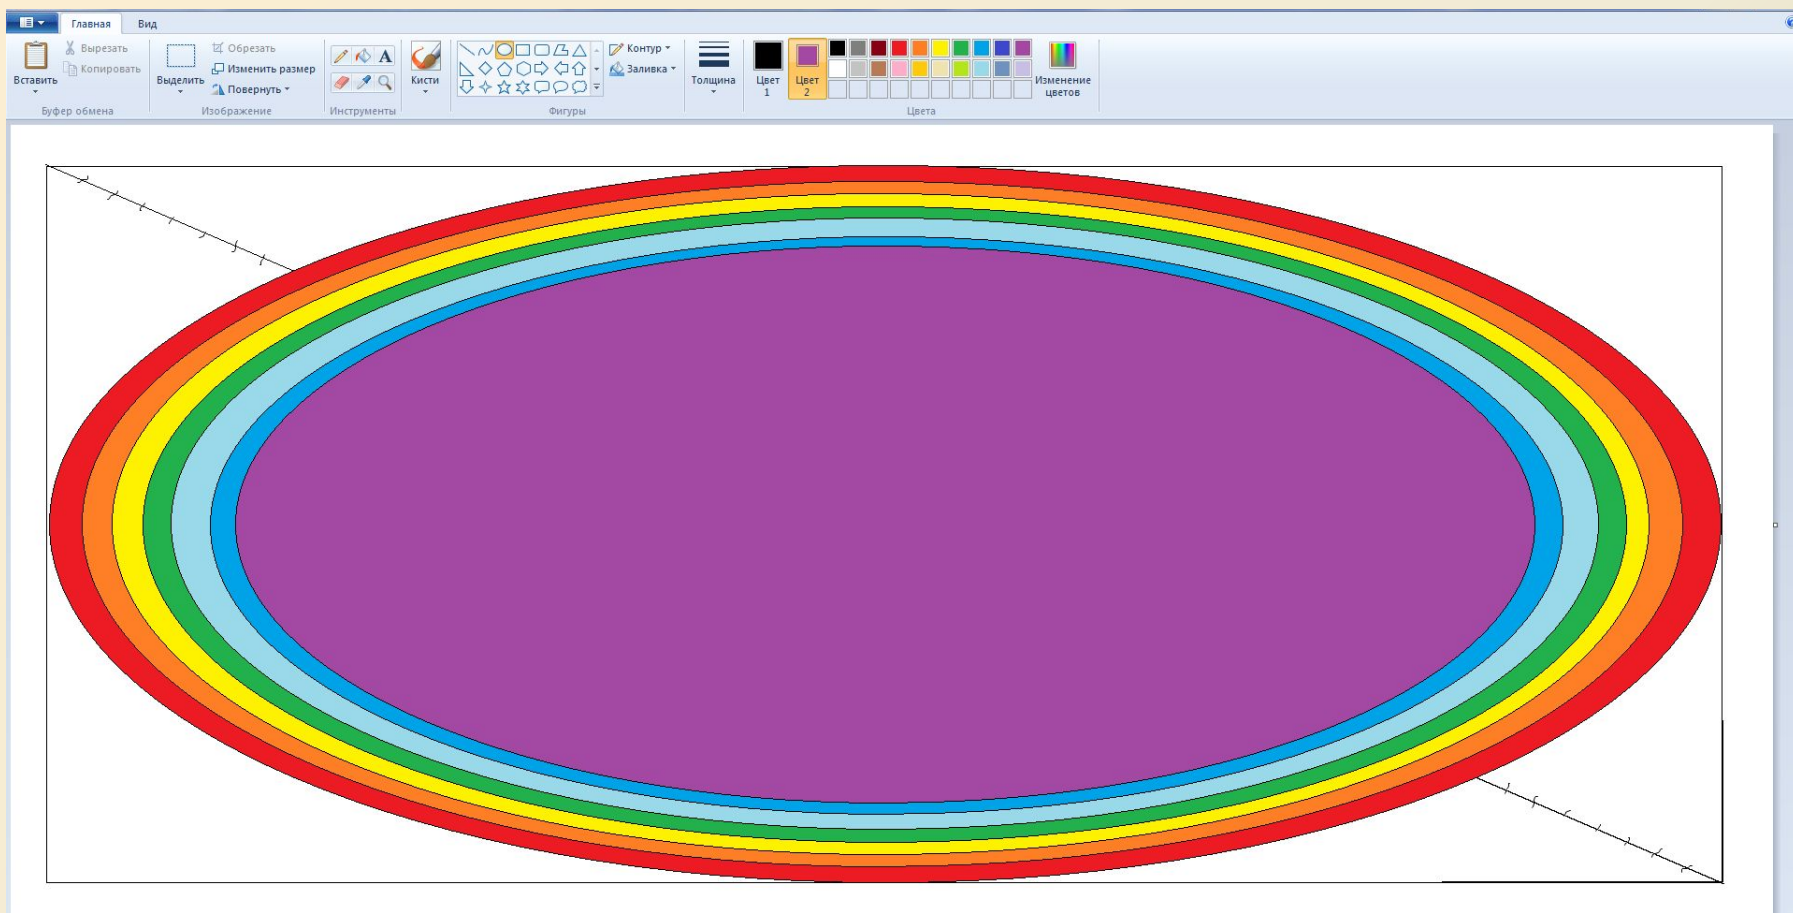 Главная Вид
Вырезать Обрезать Контур
Копировать Изменить размер Заливка
Вставить Выделить Повернуть A Кисти Толщина Цвет 1 Цвет 2 Изменение цветов
Буфер обмена Изображение Инструменты Фигуры Цвета